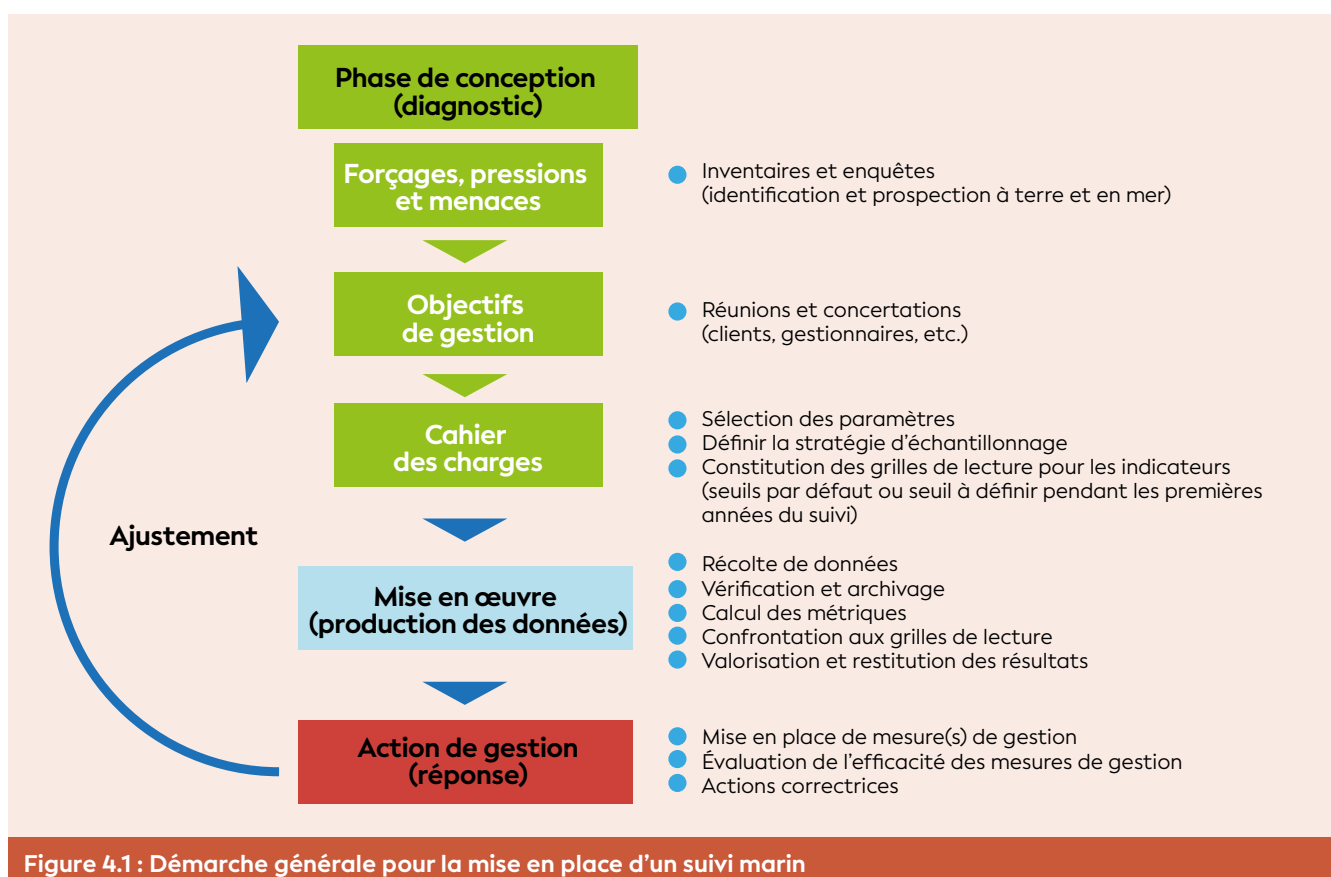 Phase de conception
(diagnostic)
Forçages, pressions
et menaces
Inventaires et enquêtes
(identification et prospection à terre et en mer)
Objectifs
de gestion
Réunions et concertations
(clients, gestionnaires, etc.)
Cahier
des charges
Sélection des paramètres
Définir la stratégie d'échantillonnage
Constitution des grilles de lecture pour les indicateurs
(seuils par défaut ou seuil à définir pendant les premières
années du suivi)
Ajustement
Mise en œuvre
(production des données)
Récolte de données
Vérification et archivage
Calcul des métriques
Confrontation aux grilles de lecture
Valorisation et restitution des résultats
Action de gestion
(réponse)
Mise en place de mesure(s) de gestion
Évaluation de l'efficacité des mesures de gestion
Actions correctrices
Figure 4.1 : Démarche générale pour la mise en place d'un suivi marin